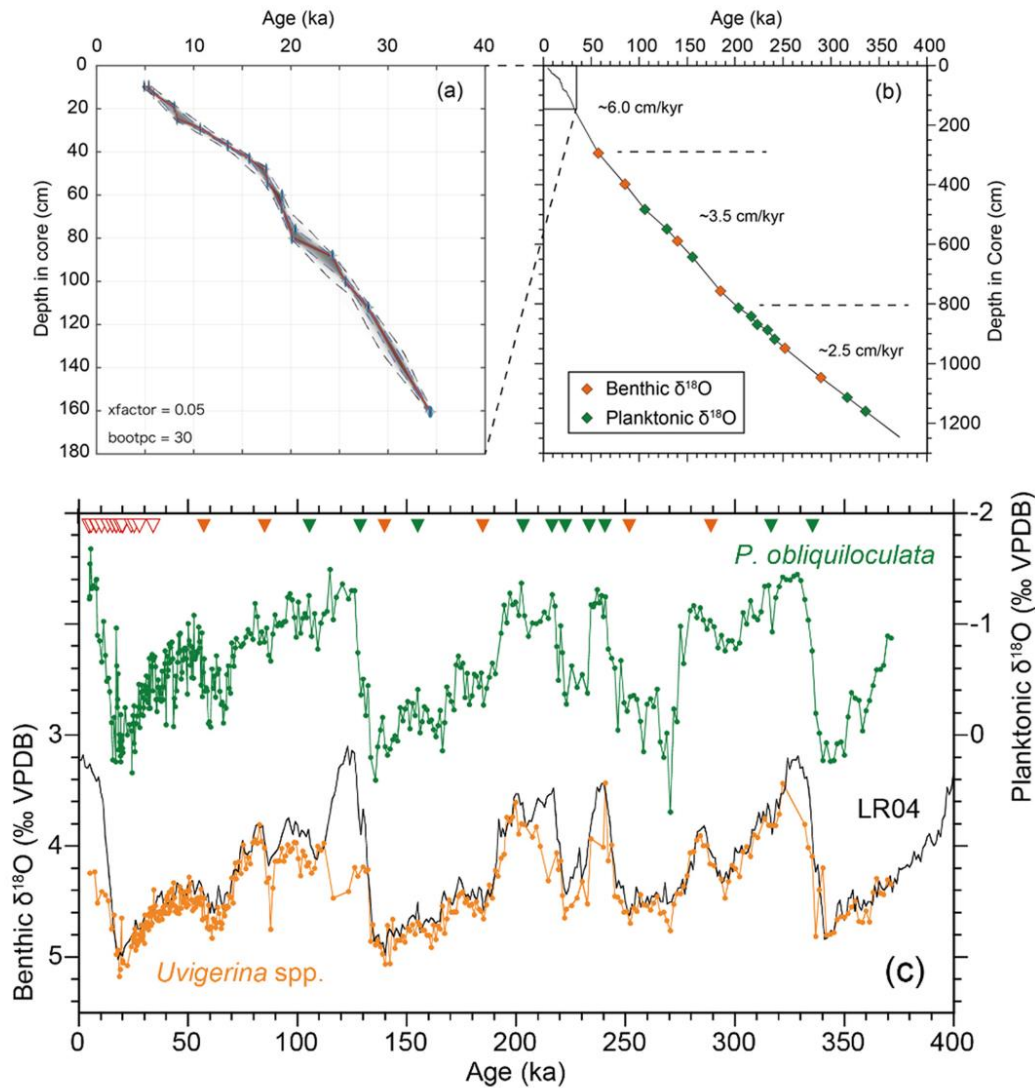 Age (ka)
0 10 20 30 40
0
20
40
60
80
100
120
140
160
180
Depth in core (cm)
(a)
xfactor = 0.05
bootpc = 30
Age (ka)
0 50 100 150 200 250 300 350 400
0
200
400
600
800
1000
1200
Depth in Core (cm)
(b)
~6.0 cm/kyr
~3.5 cm/kyr
~2.5 cm/kyr
Benthic δ¹⁸O
Planktonic δ¹⁸O
-2
-1
0
Planktonic δ¹⁸O (‰ VPDB)
P. obliquiloculata
3
4
5
Benthic δ¹⁸O (‰ VPDB)
LR04
Uvigerina spp.
(c)
0 50 100 150 200 250 300 350 400
Age (ka)